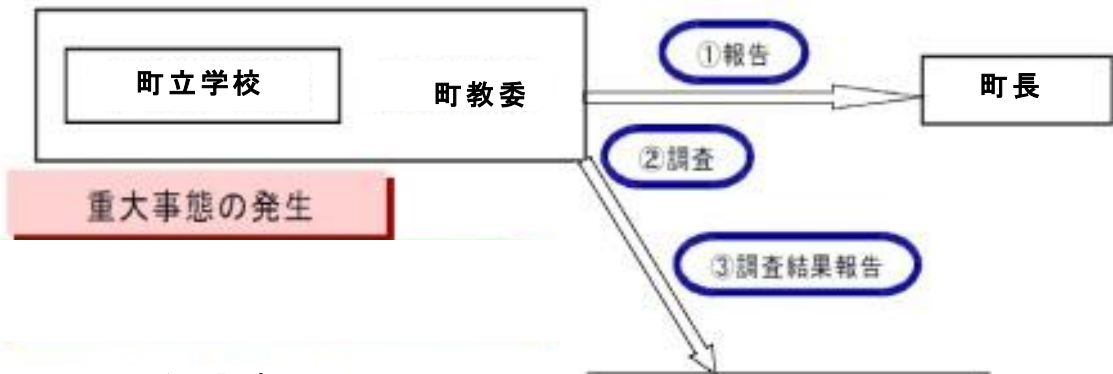 ①報告
町立学校
町教委
町長
②調査
重大事態の発生
③調査結果報告